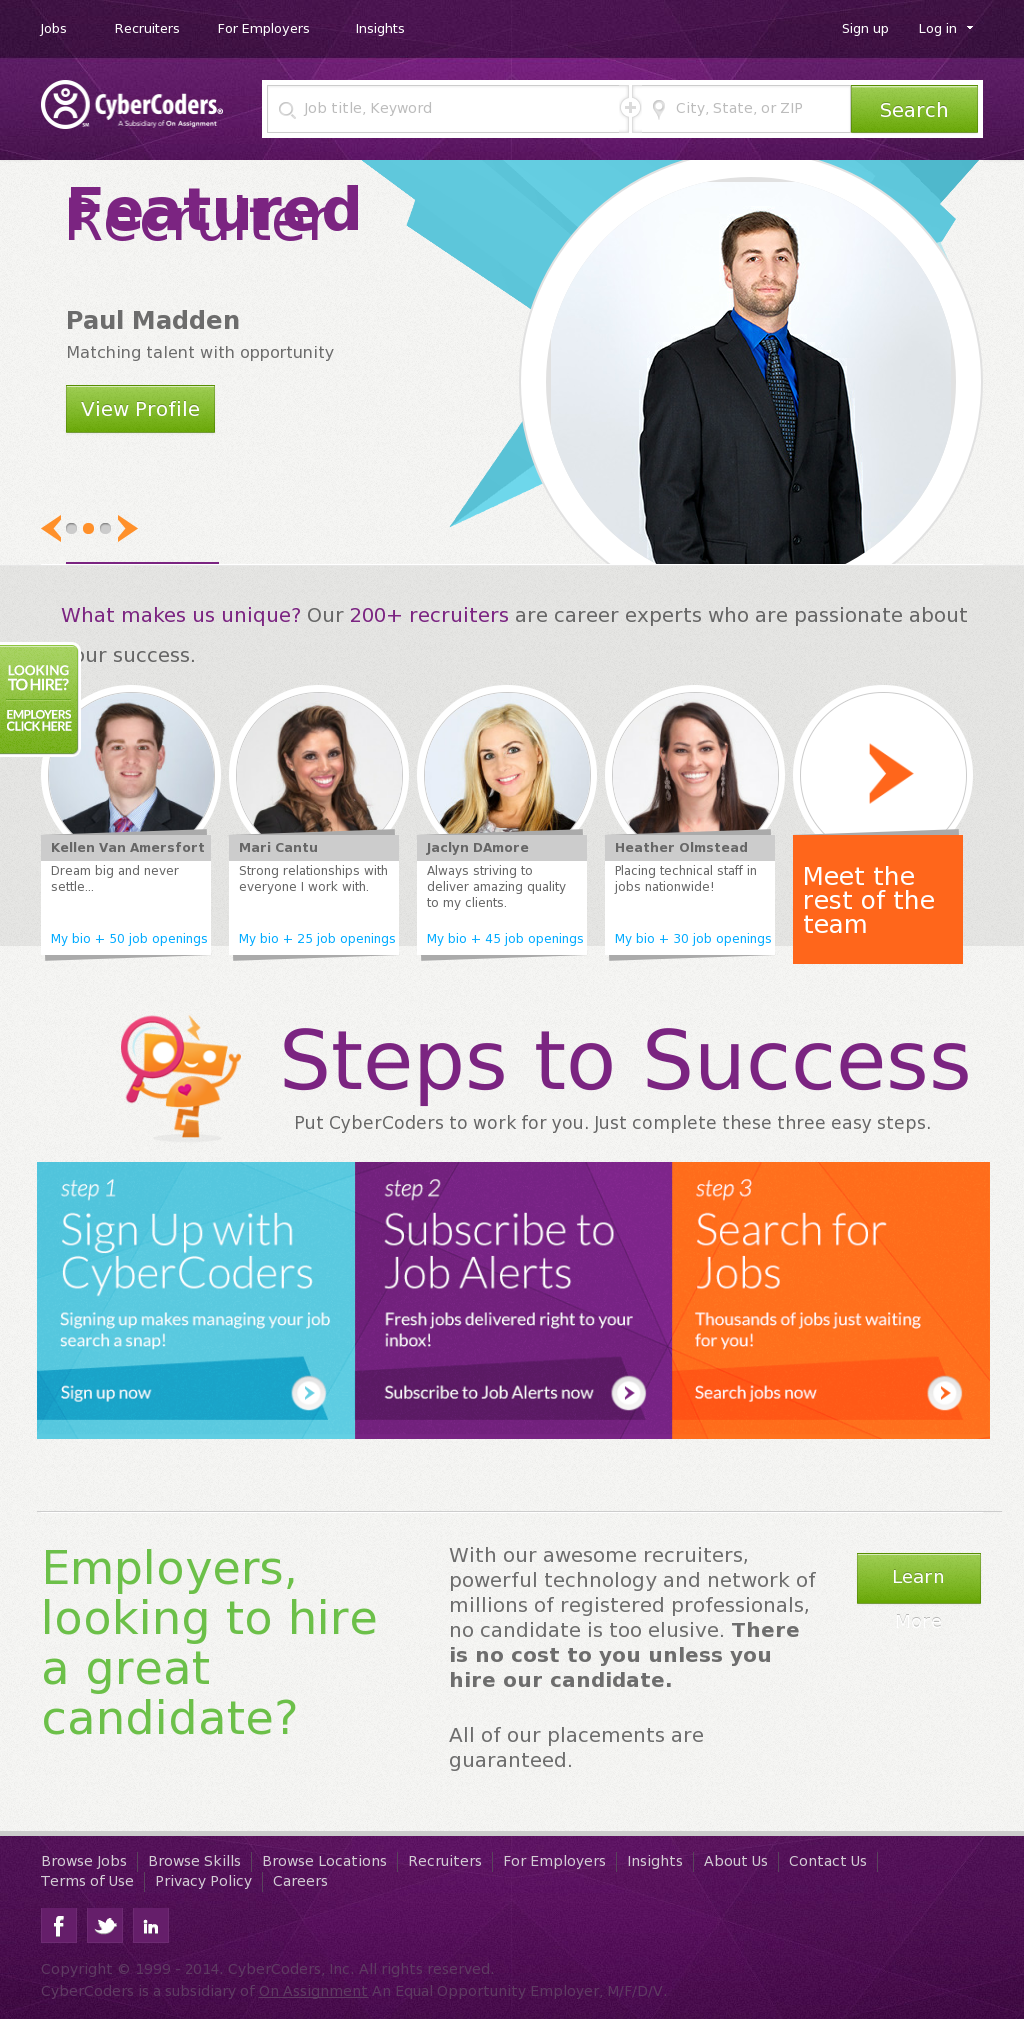 Jobs
Recruiters
For Employers
Insights
Sign up
Log in
CyberCoders®
A Subsidiary of On Assignment
Job title, Keyword
City, State, or ZIP
Search
Featured
Recruiter
Paul Madden
Matching talent with opportunity
View Profile
What makes us unique? Our 200+ recruiters are career experts who are passionate about
our success.
LOOKING
TO HIRE?
EMPLOYERS
CLICK HERE
Kellen Van Amersfort
Dream big and never
settle...
My bio + 50 job openings
Mari Cantu
Strong relationships with
everyone I work with.
My bio + 25 job openings
Jaclyn DAmore
Always striving to
deliver amazing quality
to my clients.
My bio + 45 job openings
Heather Olmstead
Placing technical staff in
jobs nationwide!
My bio + 30 job openings
Meet the
rest of the
team
Steps to Success
Put CyberCoders to work for you. Just complete these three easy steps.
step 1
Sign Up with
CyberCoders
Signing up makes managing your job
search a snap!
Sign up now
step 2
Subscribe to
Job Alerts
Fresh jobs delivered right to your
inbox!
Subscribe to Job Alerts now
step 3
Search for
Jobs
Thousands of jobs just waiting
for you!
Search jobs now
Employers,
looking to hire
a great
candidate?
With our awesome recruiters,
powerful technology and network of
millions of registered professionals,
no candidate is too elusive. There
is no cost to you unless you
hire our candidate.
All of our placements are
guaranteed.
Learn
More
Browse Jobs
Browse Skills
Browse Locations
Recruiters
For Employers
Insights
About Us
Contact Us
Terms of Use
Privacy Policy
Careers
Copyright © 1999 - 2014. CyberCoders, Inc. All rights reserved.
CyberCoders is a subsidiary of On Assignment An Equal Opportunity Employer, M/F/D/V.